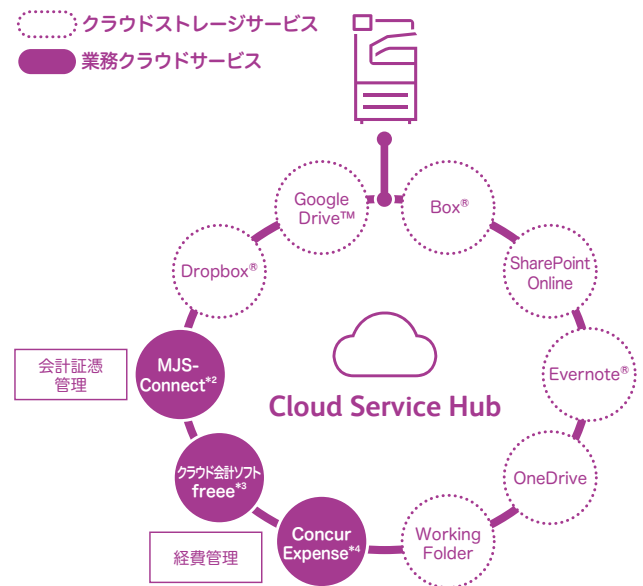 クラウドストレージサービス
業務クラウドサービス
Google
Drive™
Box®
Dropbox®
SharePoint
Online
会計証憑
管理
MJS-
Connect*2
Evernote®
Cloud Service Hub
クラウド会計ソフト
freee*3
OneDrive
経費管理
Concur
Expense*4
Working
Folder